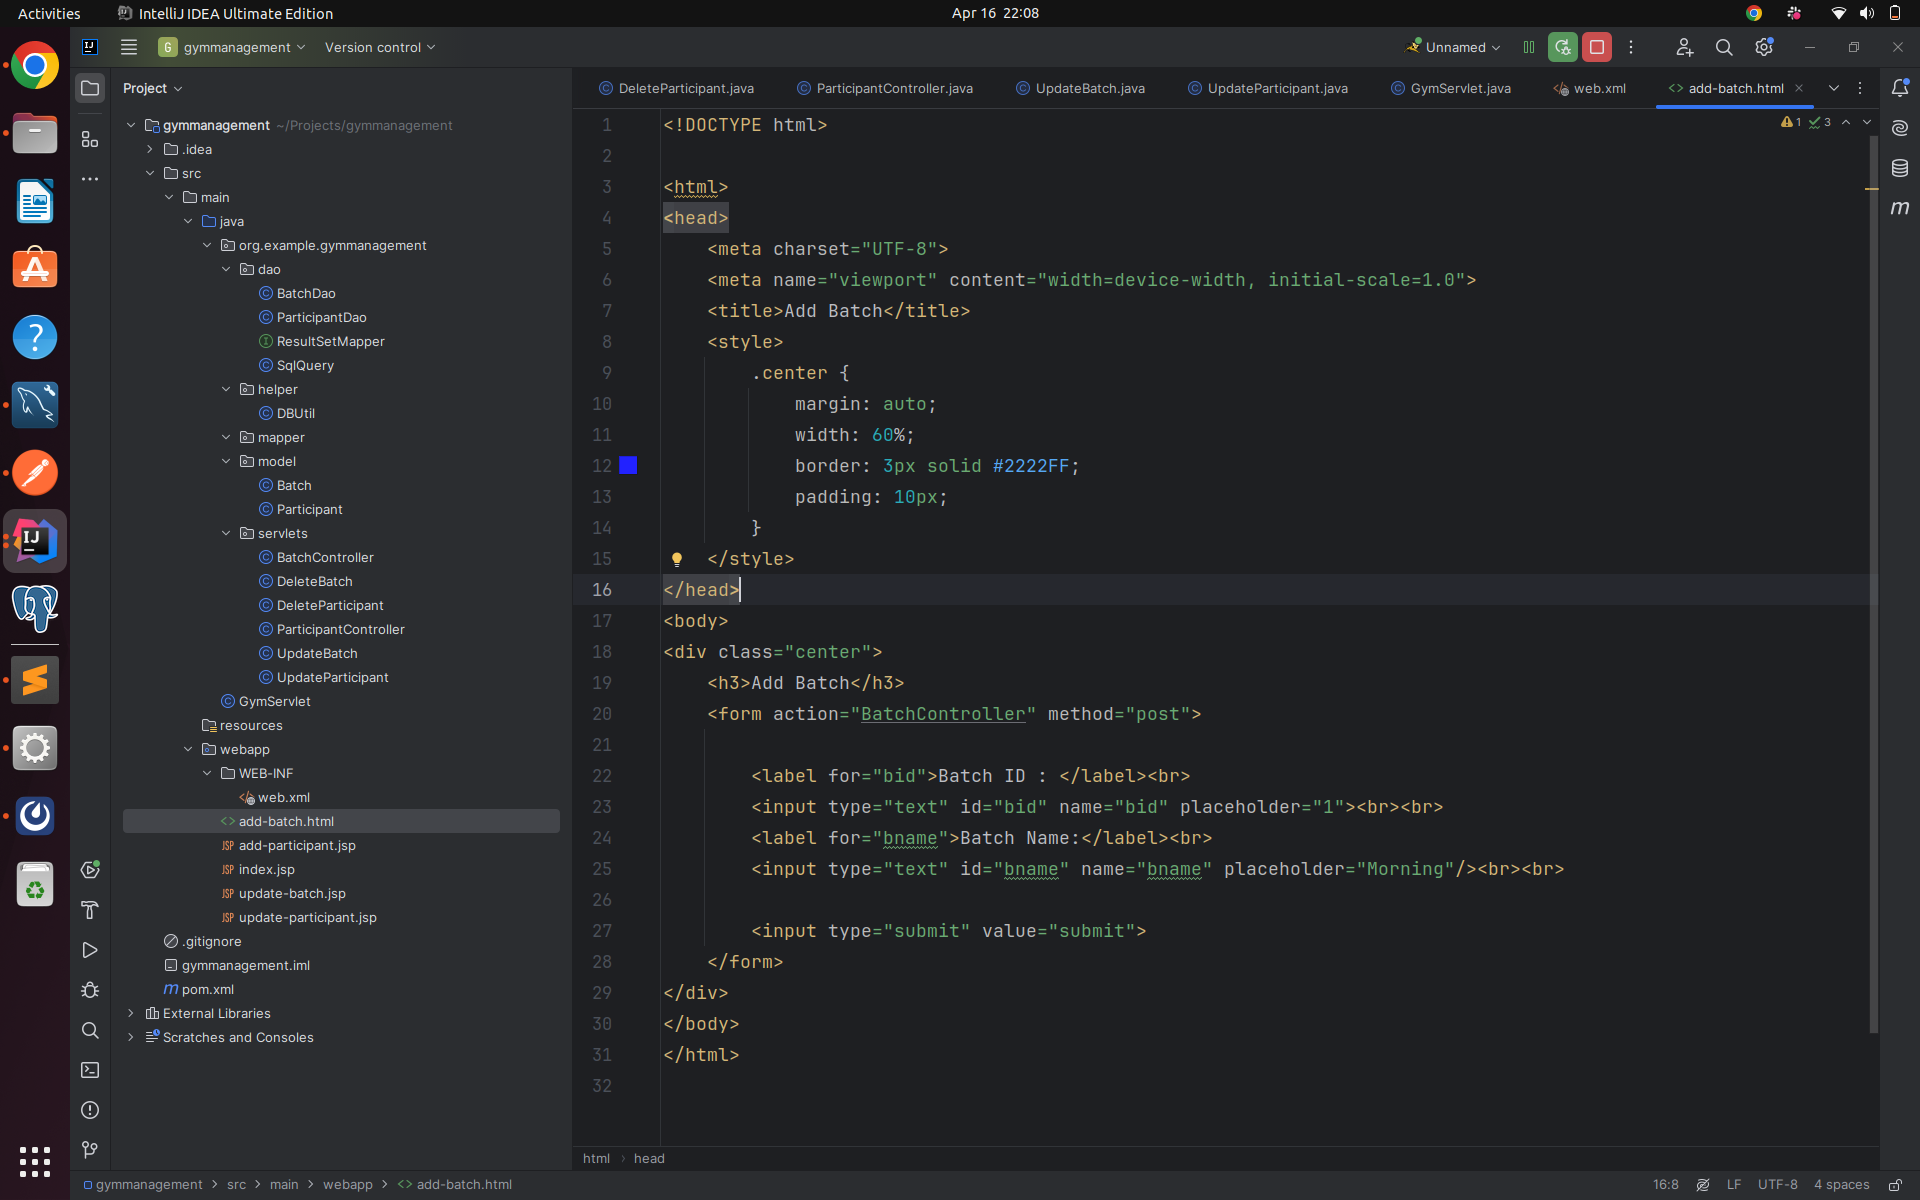 Activities
IntelliJ IDEA Ultimate Edition
Apr 16 22:08
G gymmanagement
Version control
Unnamed
Project
DeleteParticipant.java
ParticipantController.java
UpdateBatch.java
UpdateParticipant.java
GymServlet.java
web.xml
add-batch.html
gymmanagement ~/Projects/gymmanagement
.idea
src
main
java
org.example.gymmanagement
dao
BatchDao
ParticipantDao
ResultSetMapper
SqlQuery
helper
DBUtil
mapper
model
Batch
Participant
servlets
BatchController
DeleteBatch
DeleteParticipant
ParticipantController
UpdateBatch
UpdateParticipant
GymServlet
resources
webapp
WEB-INF
web.xml
add-batch.html
add-participant.jsp
index.jsp
update-batch.jsp
update-participant.jsp
.gitignore
gymmanagement.iml
pom.xml
External Libraries
Scratches and Consoles
1 3
1 <!DOCTYPE html>
2
3 <html>
4 <head>
5 <meta charset="UTF-8">
6 <meta name="viewport" content="width=device-width, initial-scale=1.0">
7 <title>Add Batch</title>
8 <style>
9 .center {
10 margin: auto;
11 width: 60%;
12 border: 3px solid #2222FF;
13 padding: 10px;
14 }
15 </style>
16 </head>
17 <body>
18 <div class="center">
19 <h3>Add Batch</h3>
20 <form action="BatchController" method="post">
21
22 <label for="bid">Batch ID : </label><br>
23 <input type="text" id="bid" name="bid" placeholder="1"><br><br>
24 <label for="bname">Batch Name:</label><br>
25 <input type="text" id="bname" name="bname" placeholder="Morning"/><br><br>
26
27 <input type="submit" value="submit">
28 </form>
29 </div>
30 </body>
31 </html>
32
html > head
gymmanagement > src > main > webapp > add-batch.html
16:8 LF UTF-8 4 spaces